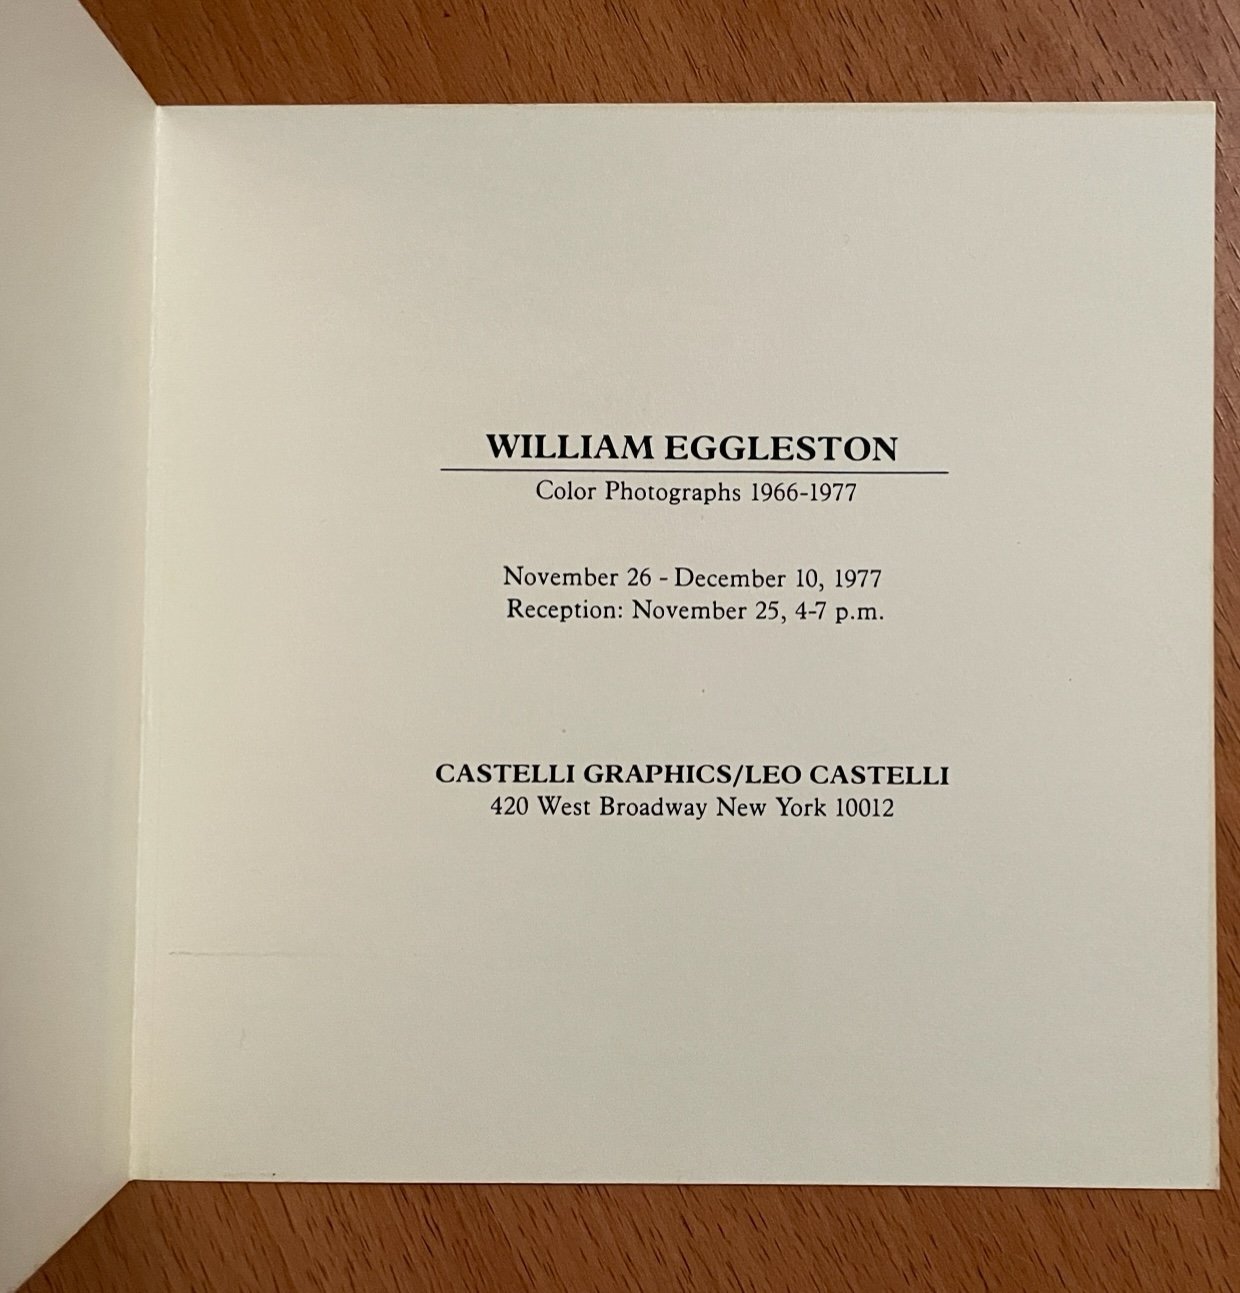 WILLIAM EGGLESTON
Color Photographs 1966-1977
November 26 - December 10, 1977
Reception: November 25, 4-7 p.m.
CASTELLI GRAPHICS/LEO CASTELLI
420 West Broadway New York 10012